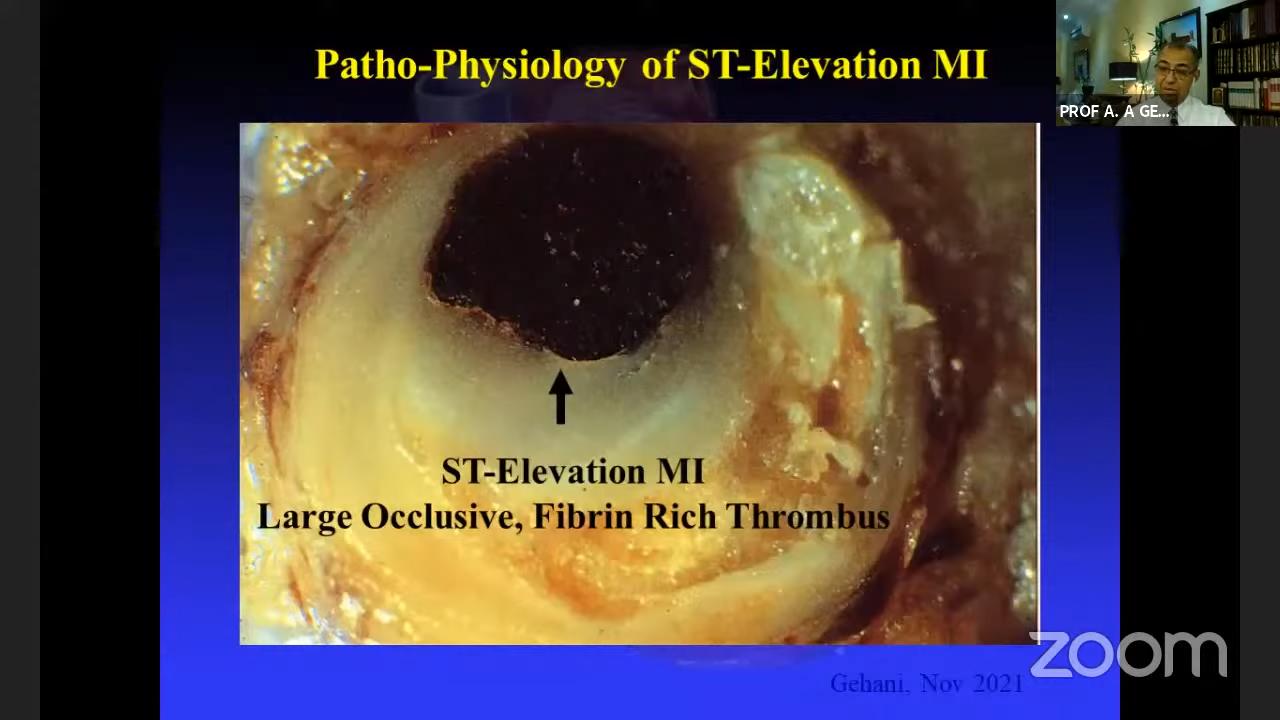 Patho-Physiology of ST-Elevation MI
PROF A. A GE...
ST-Elevation MI
Large Occlusive, Fibrin Rich Thrombus
zoom
Gehani, Nov 2021